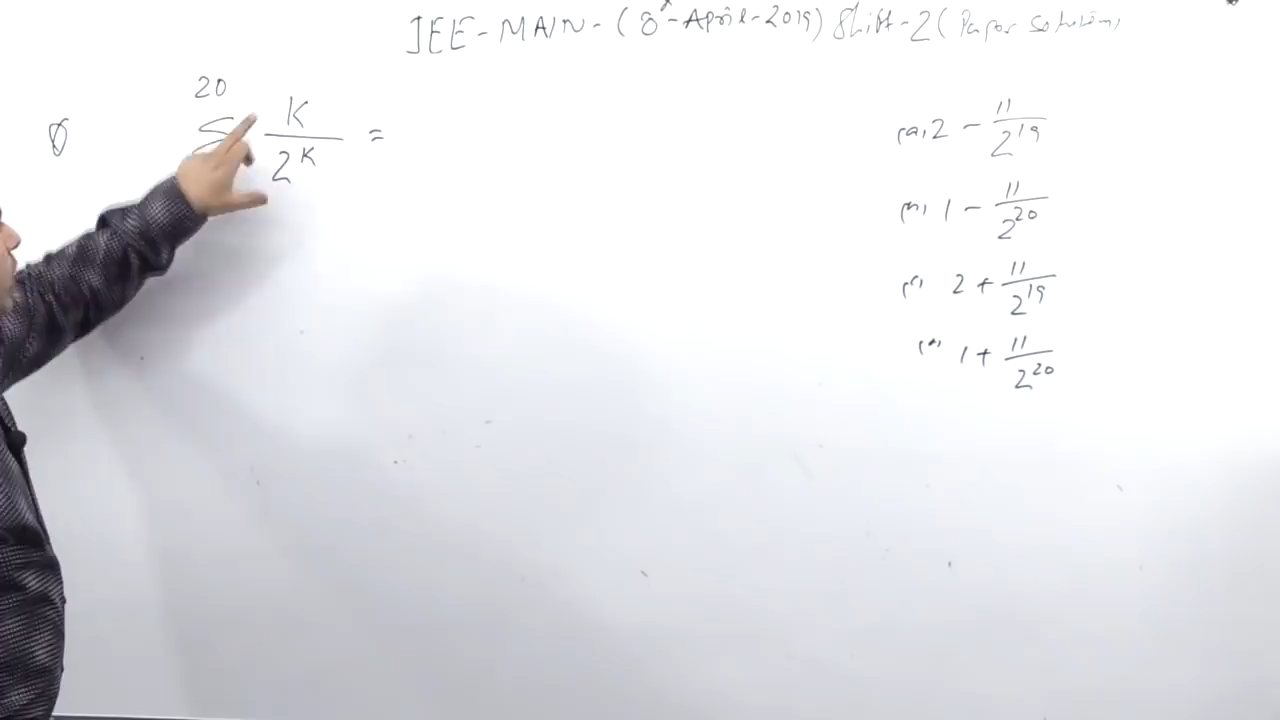 JEE-MAIN-(8-April-2019) Shift-2 (Paper solution)
20
Σ K/2^K =
(a) 2 - 11/2^19
(b) 1 - 11/2^20
(c) 2 + 11/2^19
(d) 1 + 11/2^20